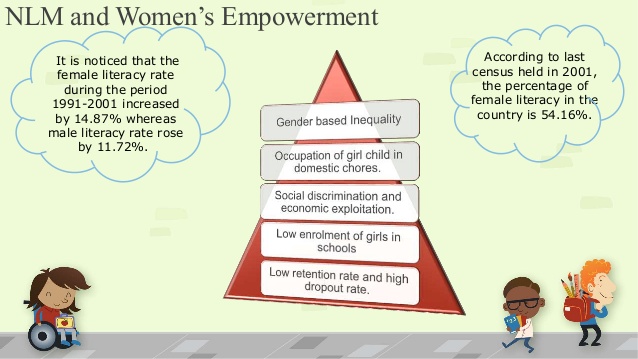 NLM and Women’s Empowerment
It is noticed that the
female literacy rate
during the period
1991-2001 increased
by 14.87% whereas
male literacy rate rose
by 11.72%.
According to last
census held in 2001,
the percentage of
female literacy in the
country is 54.16%.
Gender based Inequality
Occupation of girl child in
domestic chores.
Social discrimination and
economic exploitation.
Low enrolment of girls in
schools
Low retention rate and high
dropout rate.